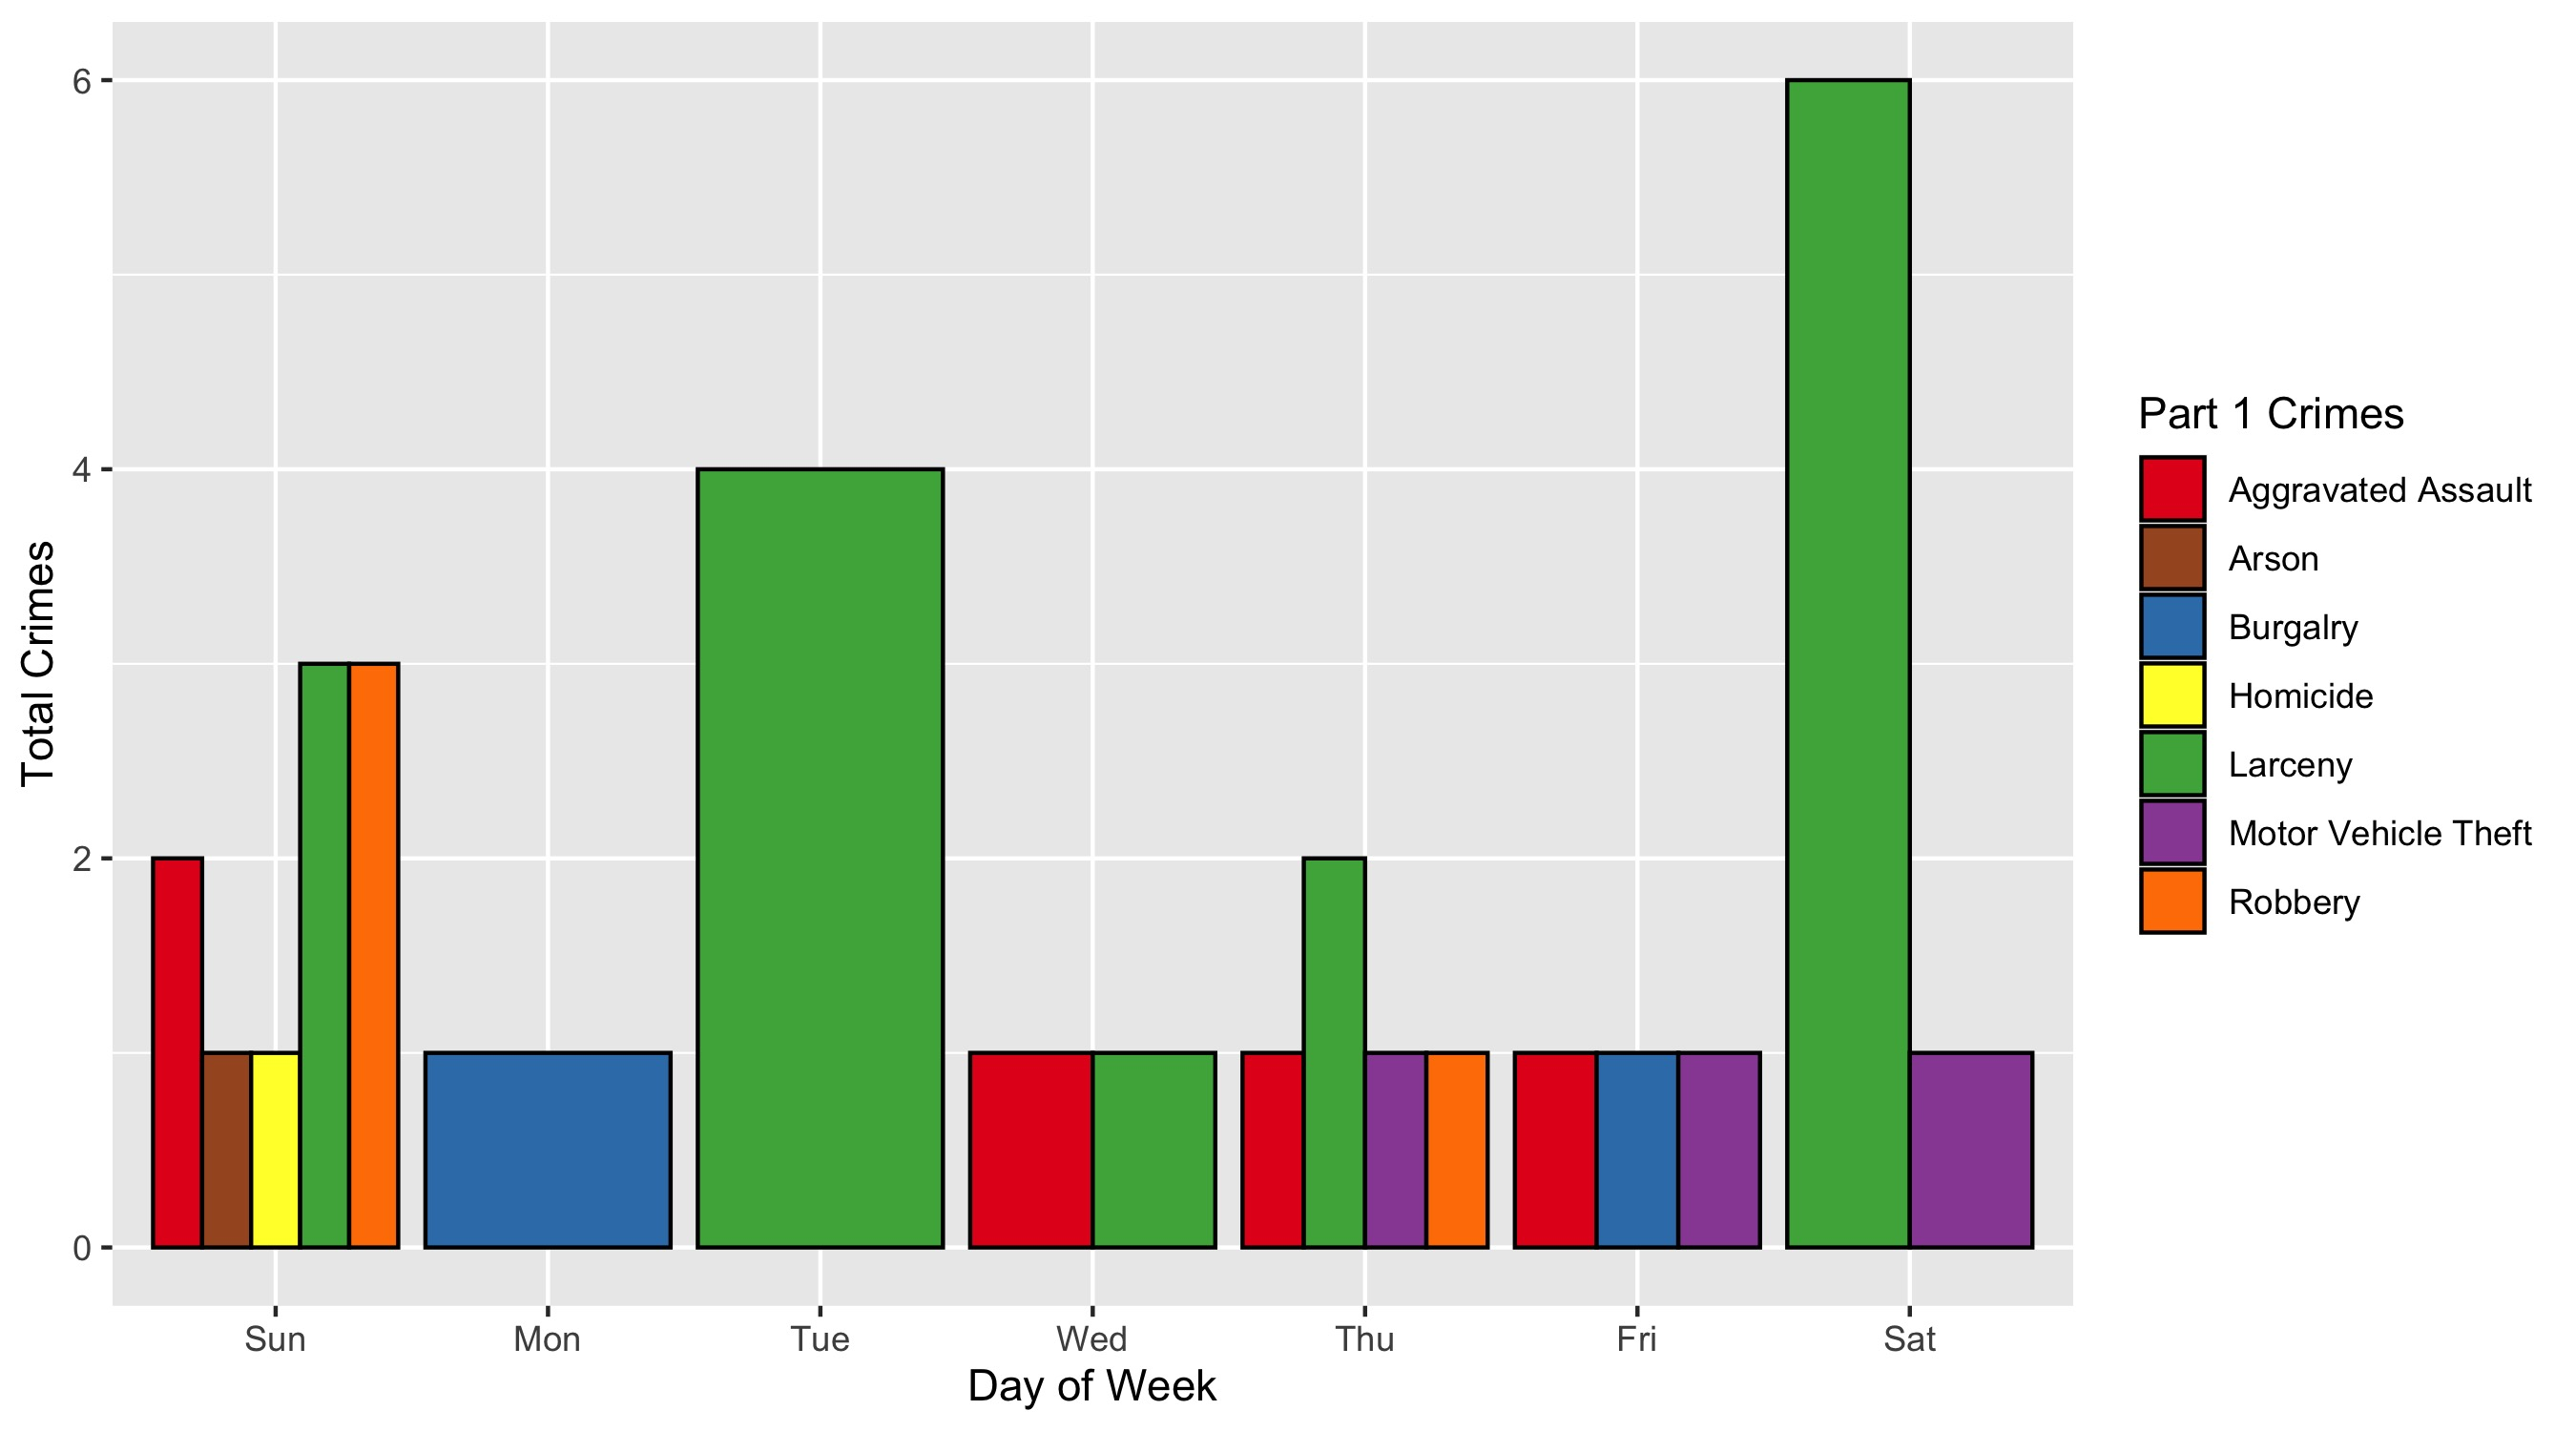 Total Crimes
6
4
2
0
Sun Mon Tue Wed Thu Fri Sat
Day of Week
Part 1 Crimes
Aggravated Assault
Arson
Burgalry
Homicide
Larceny
Motor Vehicle Theft
Robbery